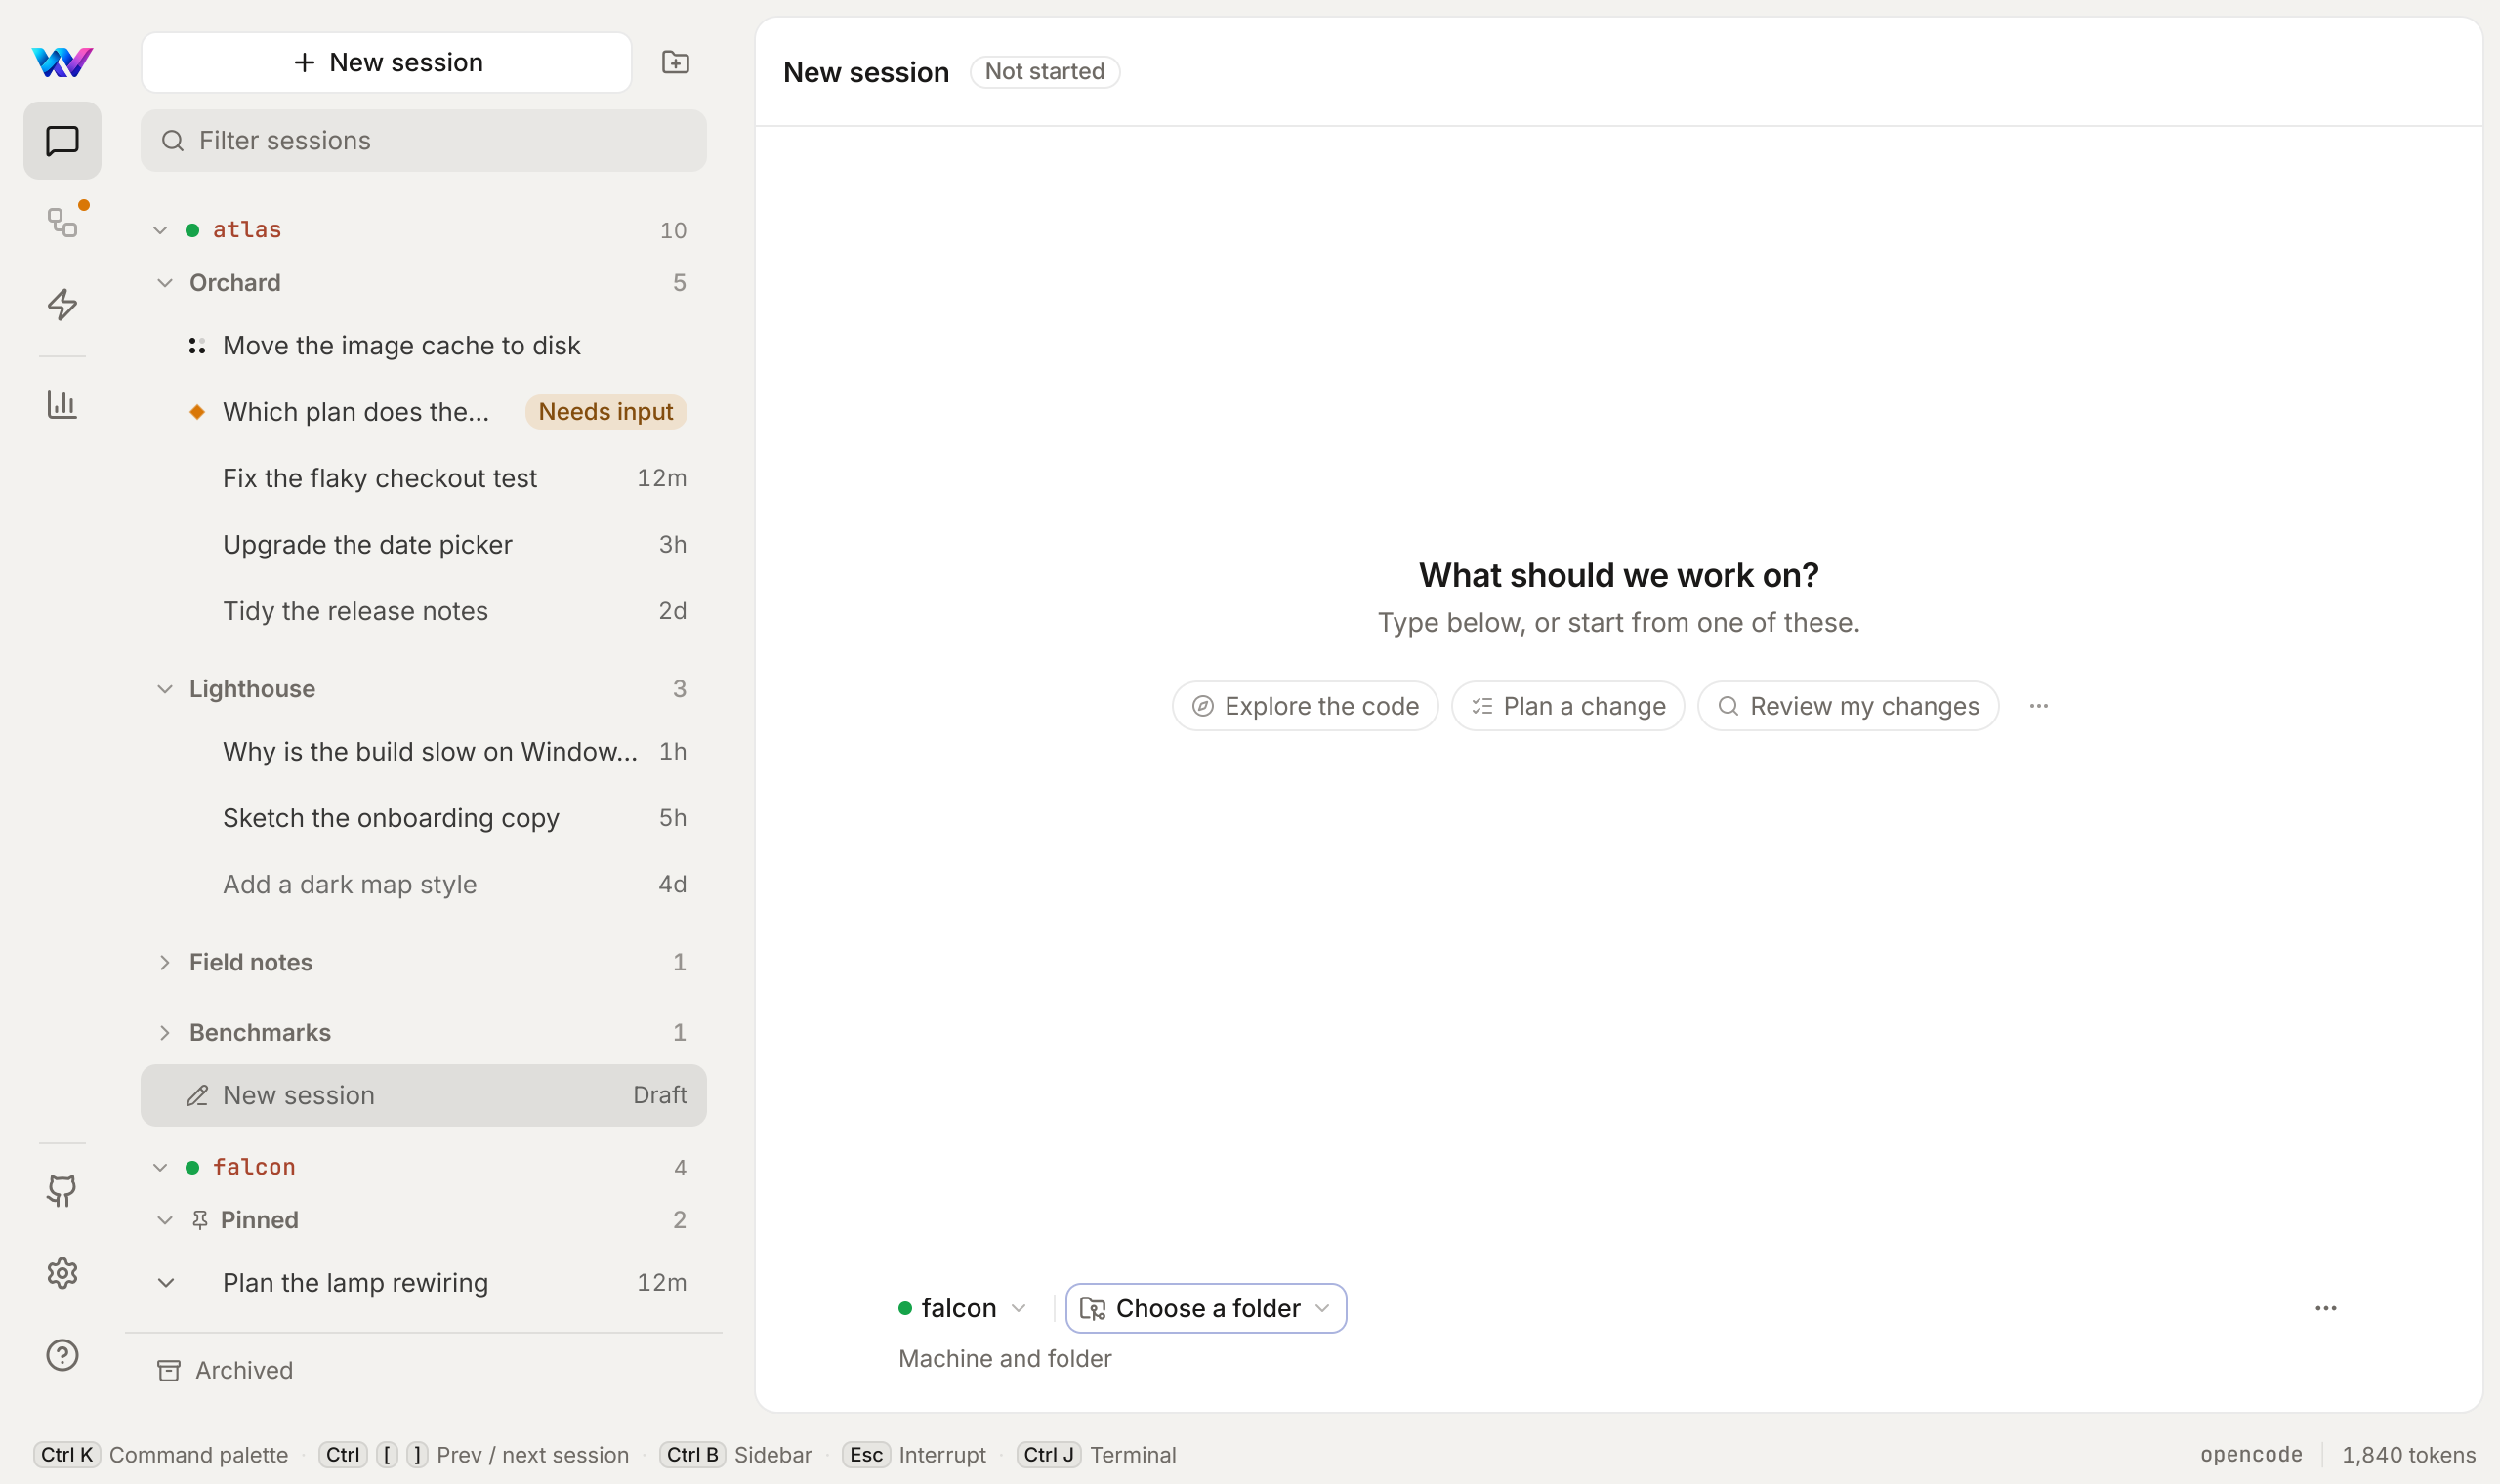 New session
Filter sessions
atlas 10
Orchard 5
Move the image cache to disk
Which plan does the... Needs input
Fix the flaky checkout test 12m
Upgrade the date picker 3h
Tidy the release notes 2d
Lighthouse 3
Why is the build slow on Window... 1h
Sketch the onboarding copy 5h
Add a dark map style 4d
Field notes 1
Benchmarks 1
New session Draft
falcon 4
Pinned 2
Plan the lamp rewiring 12m
Archived
New session Not started
What should we work on?
Type below, or start from one of these.
Explore the code Plan a change Review my changes
falcon Choose a folder
Machine and folder
Ctrl K Command palette · Ctrl [ ] Prev / next session · Ctrl B Sidebar · Esc Interrupt · Ctrl J Terminal
opencode 1,840 tokens